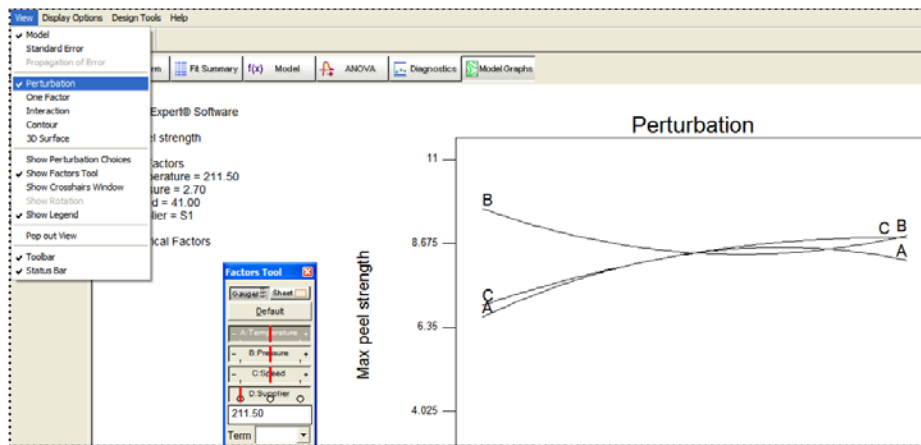 View Display Options Design Tools Help
Model
Standard Error
Propagation of Error
Perturbation
One Factor
Interaction
Contour
3D Surface
Show Perturbation Choices
Show Factors Tool
Show Crosshairs Window
Show Rotation
Show Legend
Pop out View
Toolbar
Status Bar
rm Fit Summary f(x) Model ANOVA Diagnostics Model Graphs
Expert® Software
el strength
actors
erature = 211.50
sure = 2.70
d = 41.00
lier = S1
ical Factors
Factors Tool
Gauges Sheet
Default
- A:Temperature +
- B:Pressure +
- C:Speed +
D:Supplier
211.50
Term
Perturbation
Max peel strength
11
8.675
6.35
4.025
B
C
A
C B
A